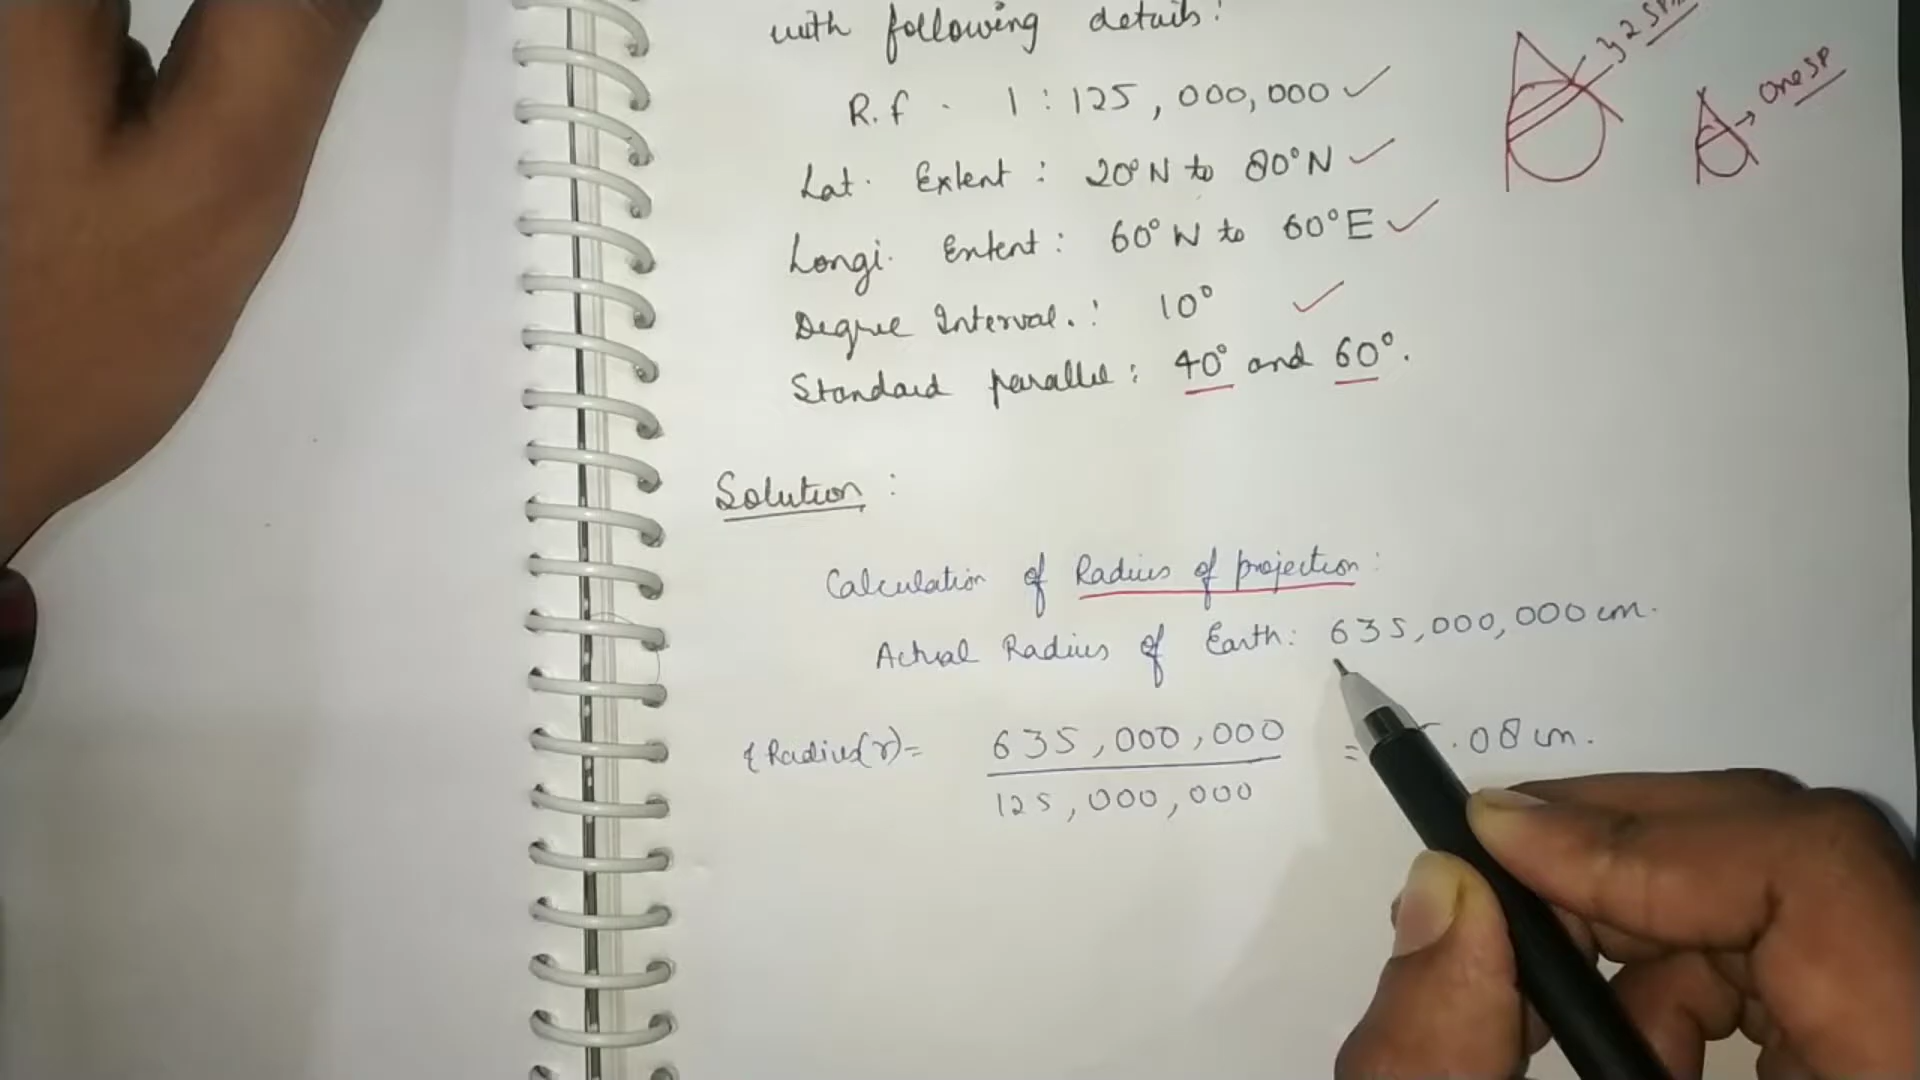 with following details:
R.f . 1 : 125,000,000 ✓
Lat. Extent : 20°N to 80°N ✓
Longi. Extent : 60°W to 60°E ✓
Degree Interval. : 10° ✓
Standard parallel : 40° and 60°.
2 SP
one SP
Solution :
Calculation of Radius of projection :
Actual Radius of Earth: 635,000,000 cm.
Radius(r) = 635,000,000 = .08 cm.
125,000,000